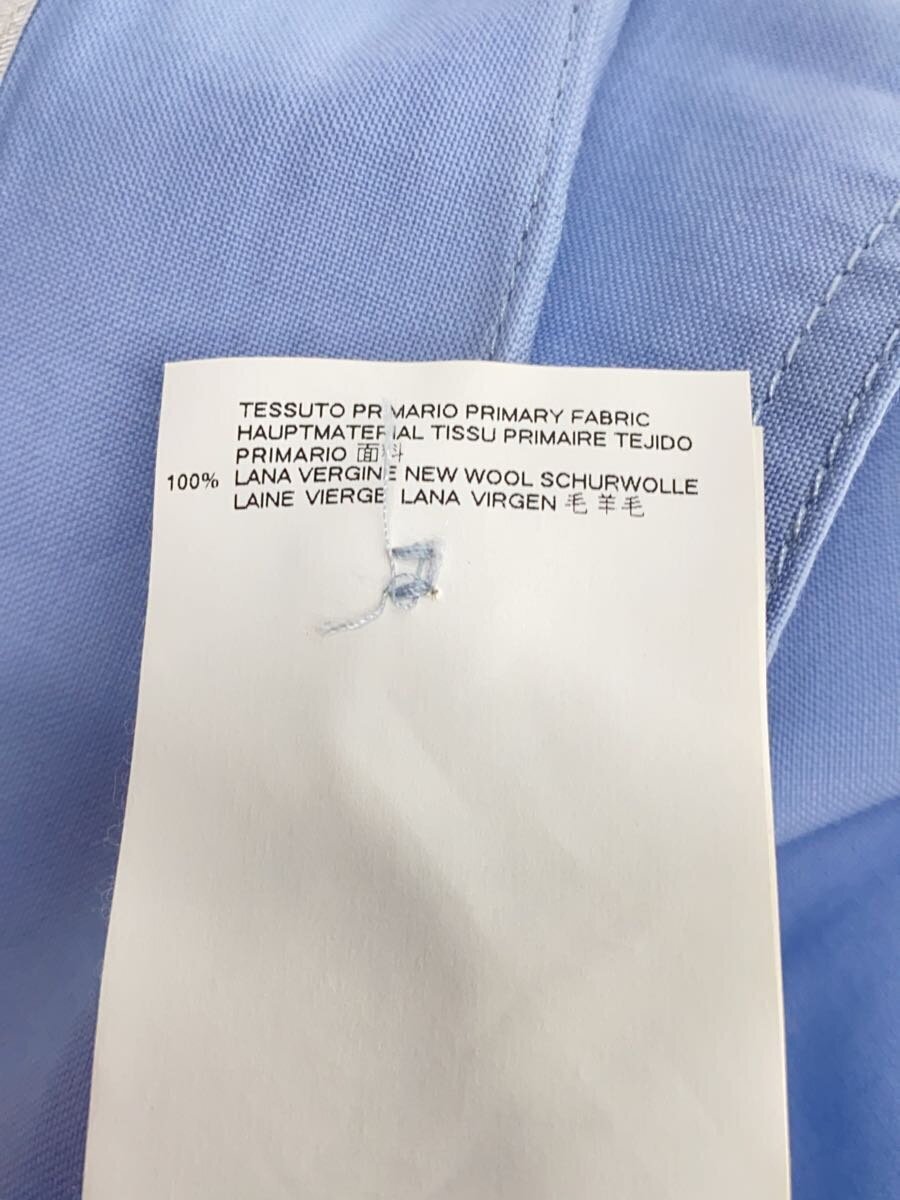 TESSUTO PRIMARIO PRIMARY FABRIC
HAUPTMATERIAL TISSU PRIMAIRE TEJIDO
PRIMARIO 面料
100% LANA VERGINE NEW WOOL SCHURWOLLE
LAINE VIERGE LANA VIRGEN 毛 羊毛